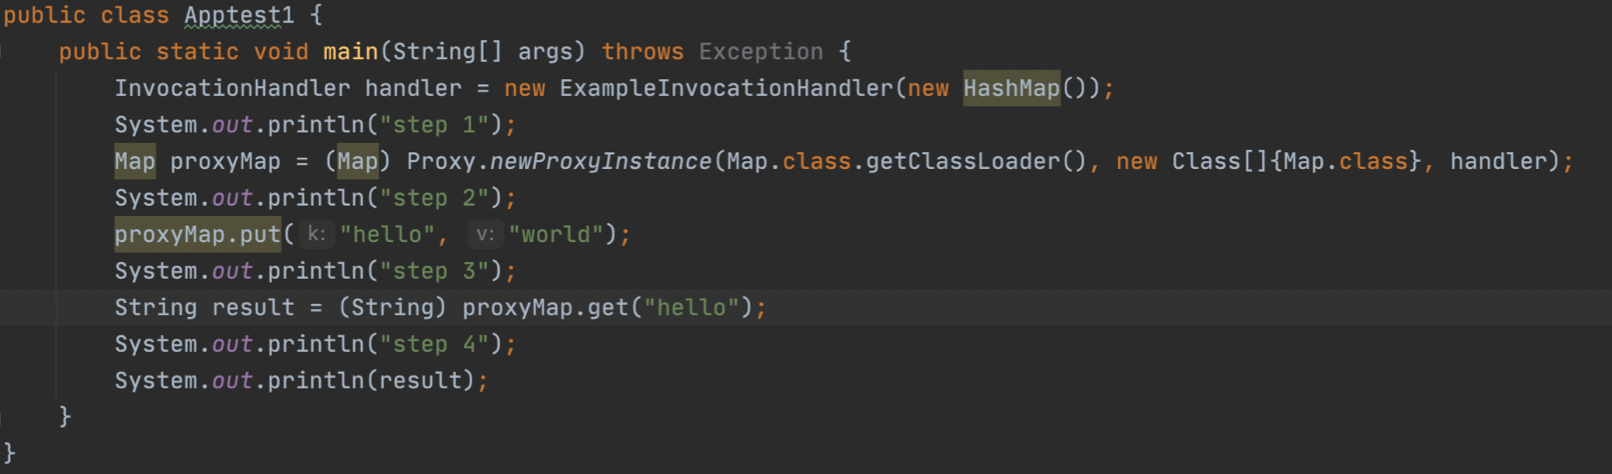 public class Apptest1 {
public static void main(String[] args) throws Exception {
InvocationHandler handler = new ExampleInvocationHandler(new HashMap());
System.out.println("step 1");
Map proxyMap = (Map) Proxy.newProxyInstance(Map.class.getClassLoader(), new Class[]{Map.class}, handler);
System.out.println("step 2");
proxyMap.put( k: "hello", v: "world");
System.out.println("step 3");
String result = (String) proxyMap.get("hello");
System.out.println("step 4");
System.out.println(result);
}
}